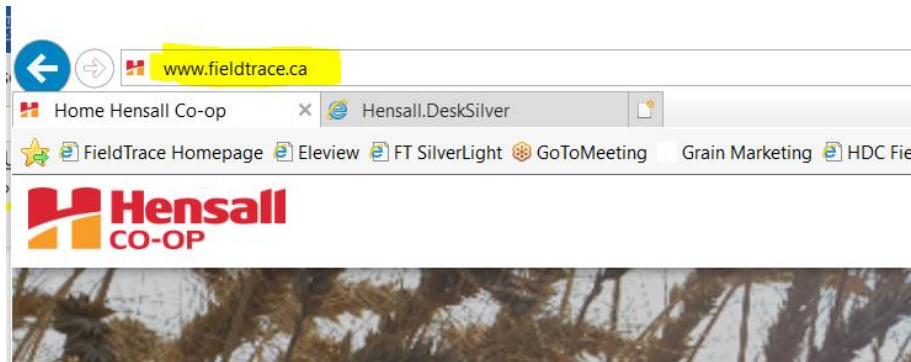 www.fieldtrace.ca
Home Hensall Co-op Hensall.DeskSilver
FieldTrace Homepage Eleview FT SilverLight GoToMeeting Grain Marketing HDC Fie
Hensall
CO-OP